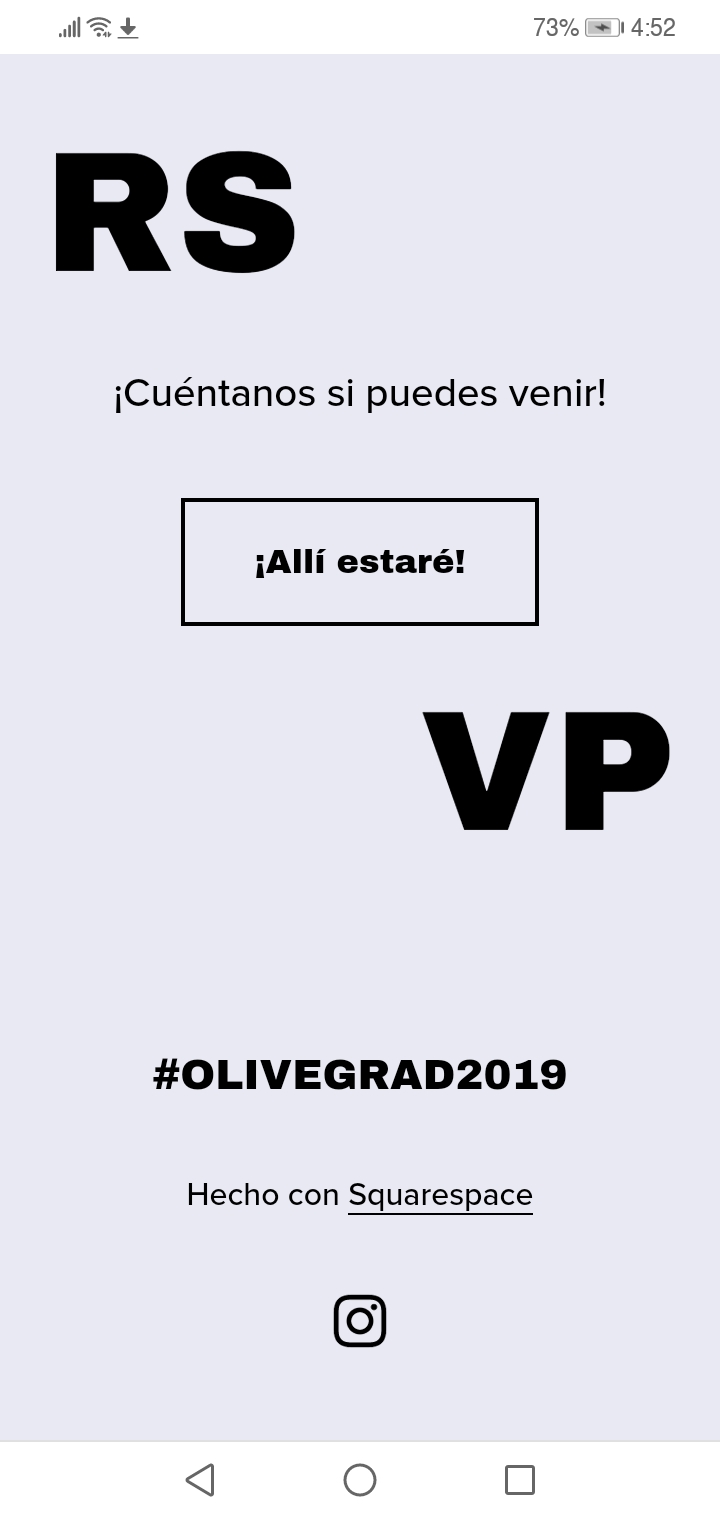 73% 4:52
RS
¡Cuéntanos si puedes venir!
¡Allí estaré!
VP
#OLIVEGRAD2019
Hecho con Squarespace